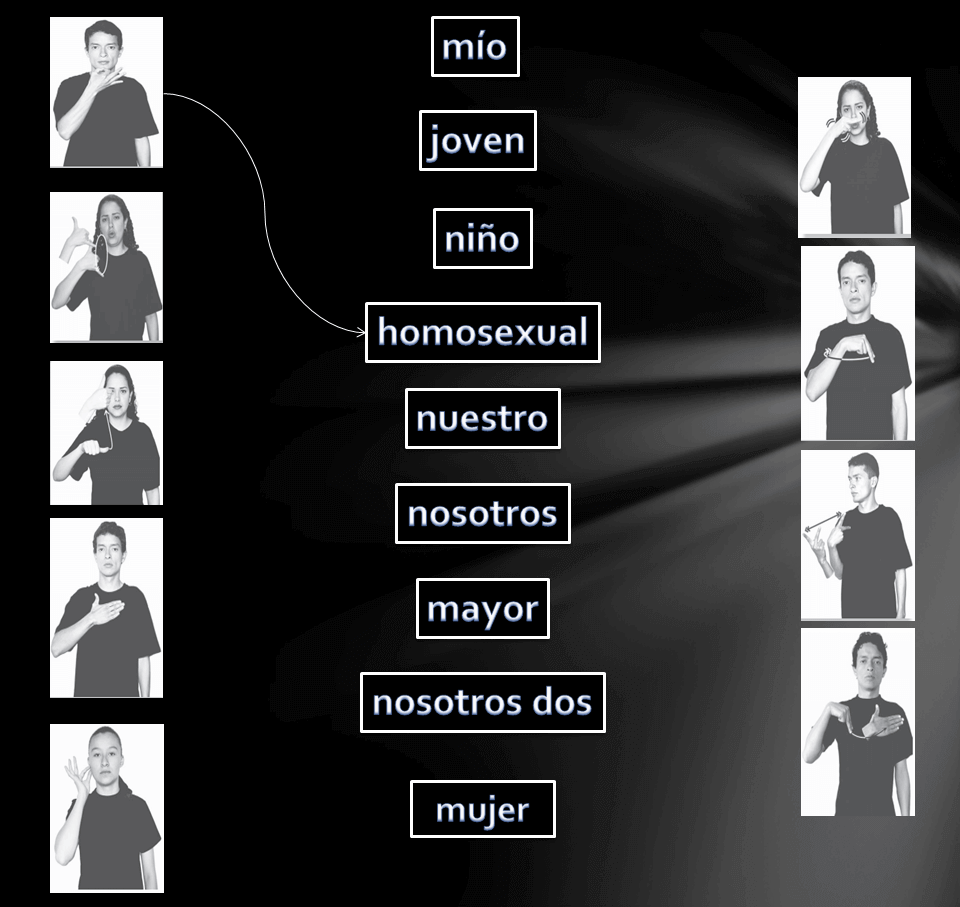 mío
joven
niño
homosexual
nuestro
nosotros
mayor
nosotros dos
mujer